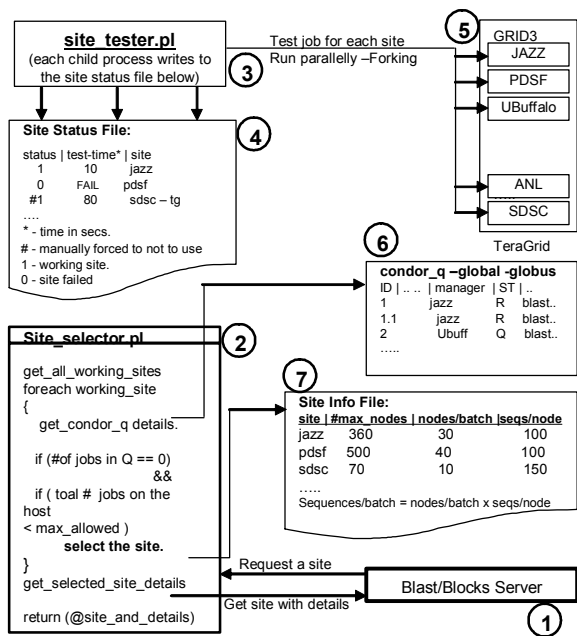 site_tester.pl
(each child process writes to
the site status file below)
3
Test job for each site
Run parallelly –Forking
5
GRID3
JAZZ
PDSF
UBuffalo
.....
ANL
SDSC
TeraGrid
4
Site Status File:
status | test-time* | site
1 10 jazz
0 FAIL pdsf
#1 80 sdsc – tg
....
* - time in secs.
# - manually forced to not to use
1 - working site.
0 - site failed
6
condor_q –global -globus
ID | .. .. | manager | ST | ..
1 jazz R blast..
1.1 jazz R blast..
2 Ubuff Q blast..
.....
Site_selector.pl
2
get_all_working_sites
foreach working_site
{
get_condor_q details.
if (#of jobs in Q == 0)
&&
if ( toal # jobs on the
host
< max_allowed )
select the site.
}
get_selected_site_details
return (@site_and_details)
7
Site Info File:
site | #max_nodes | nodes/batch |seqs/node
jazz 360 30 100
pdsf 500 40 100
sdsc 70 10 150
.....
Sequences/batch = nodes/batch x seqs/node
Request a site
Get site with details
Blast/Blocks Server
1